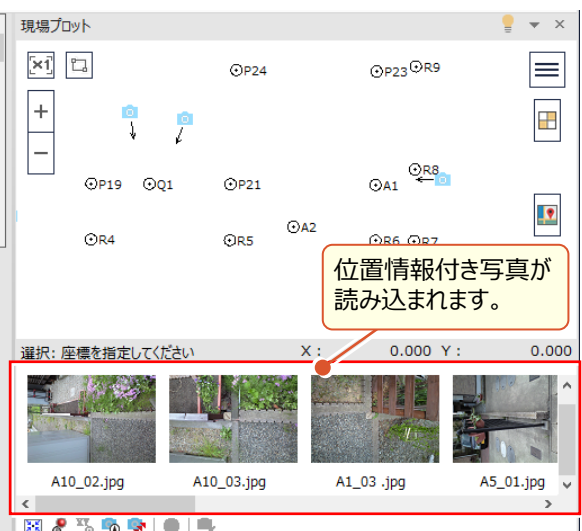 現場プロット
×1
P24
P23
R9
P19
Q1
P21
R8
A1
R4
R5
A2
R6
R7
位置情報付き写真が
読み込まれます。
選択: 座標を指定してください X: 0.000 Y: 0.000
A10_02.jpg A10_03.jpg A1_03 .jpg A5_01.jpg